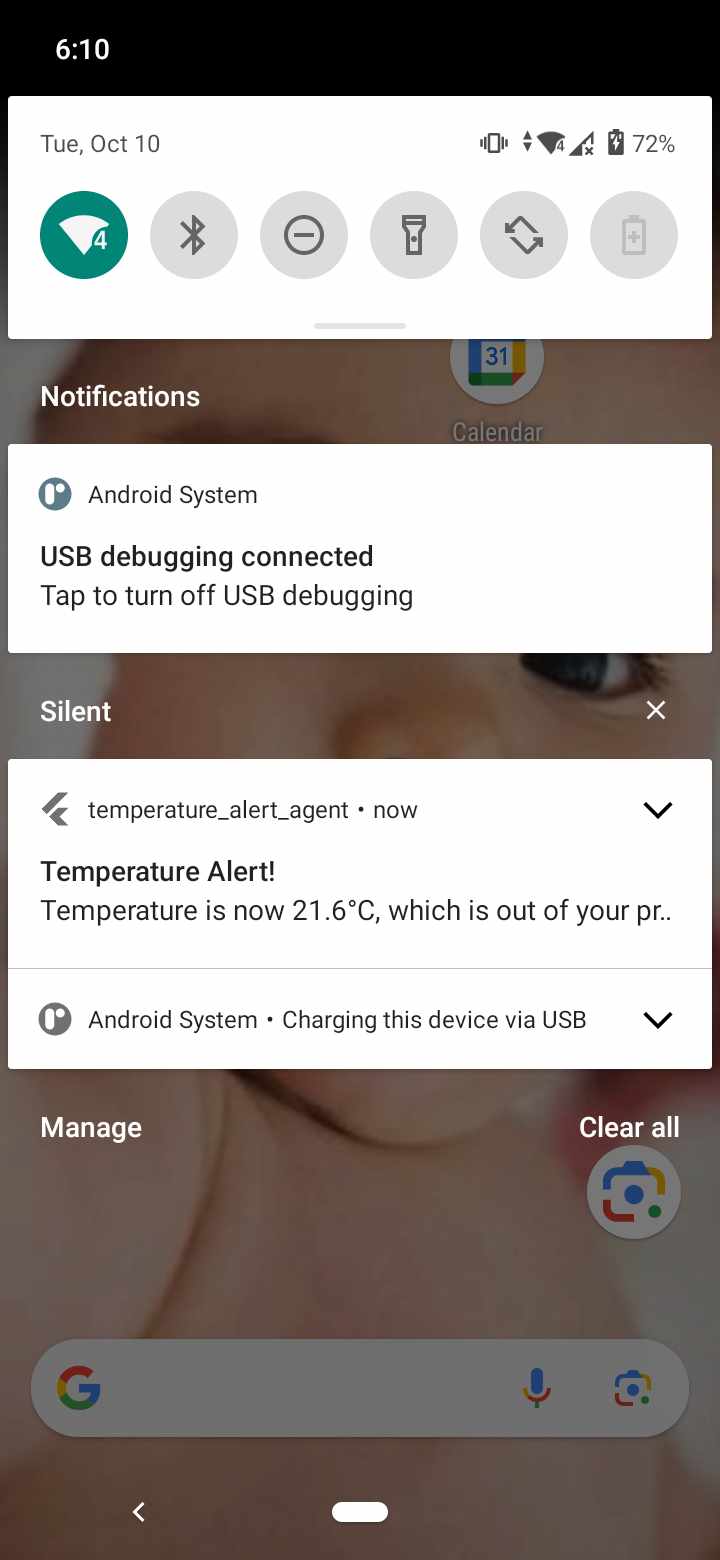 6:10
Tue, Oct 10
4
72%
4
Notifications
31
Calendar
Android System
USB debugging connected
Tap to turn off USB debugging
Silent
temperature_alert_agent • now
Temperature Alert!
Temperature is now 21.6°C, which is out of your pr..
Android System • Charging this device via USB
Manage
Clear all